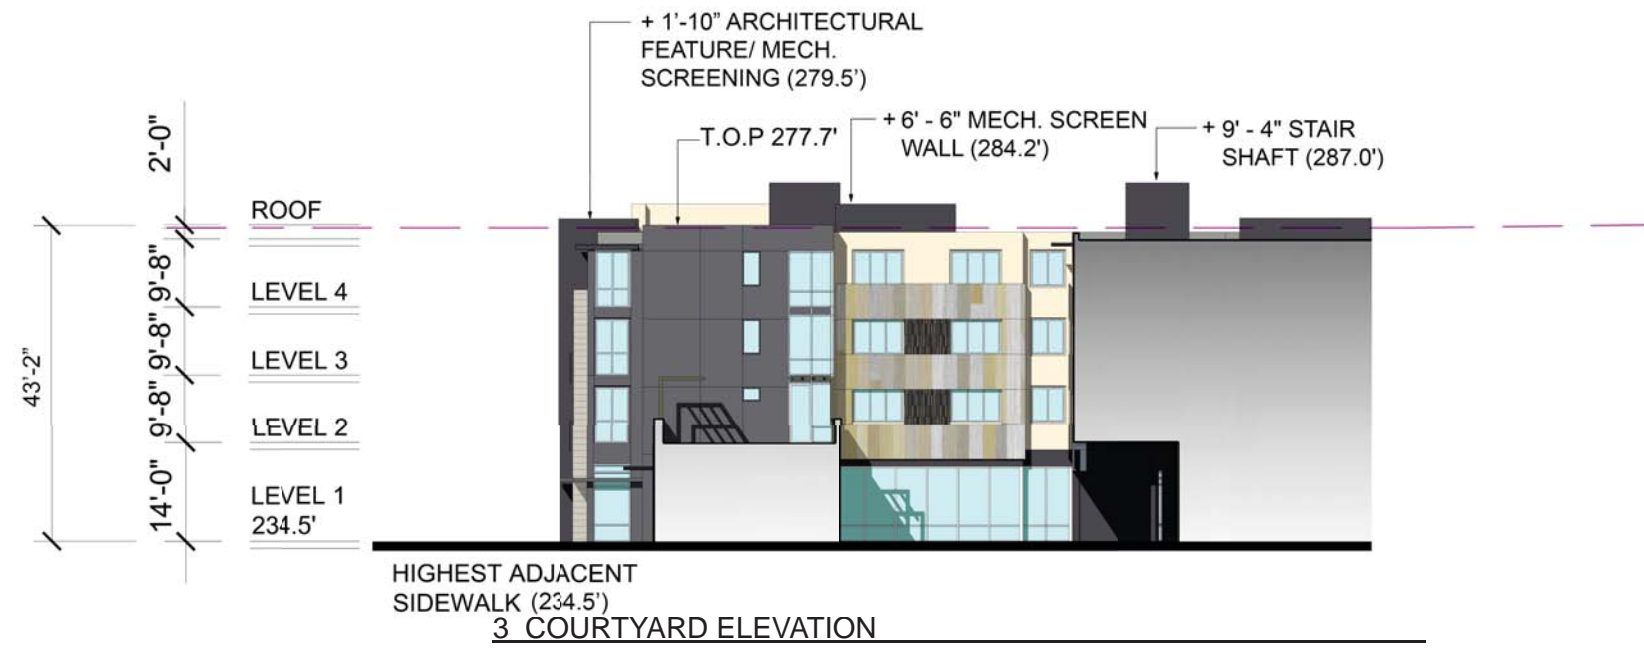 + 1'-10” ARCHITECTURAL
FEATURE/ MECH.
SCREENING (279.5’)
T.O.P 277.7'
+ 6' - 6" MECH. SCREEN
WALL (284.2')
+ 9' - 4" STAIR
SHAFT (287.0')
2'-0"
ROOF
9'-8"
LEVEL 4
9'-8"
LEVEL 3
43'-2”
9'-8"
LEVEL 2
14'-0"
LEVEL 1
234.5'
HIGHEST ADJACENT
SIDEWALK (234.5’)
3 COURTYARD ELEVATION